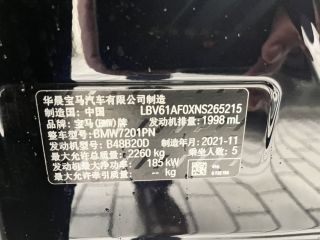 华晨宝马汽车有限公司制造
制造国：中国 LBV61AF0XNS265215
品牌：宝马(BMW)牌 发动机排量：1998 mL
整车型号：BMW7201PN
发动机型号：B48B20D 制造年月：2021-11
最大允许总质量：2260 kg 乘坐人数：5
发动机最大净功率：185 kW
最大允许牵引质量：-- kg